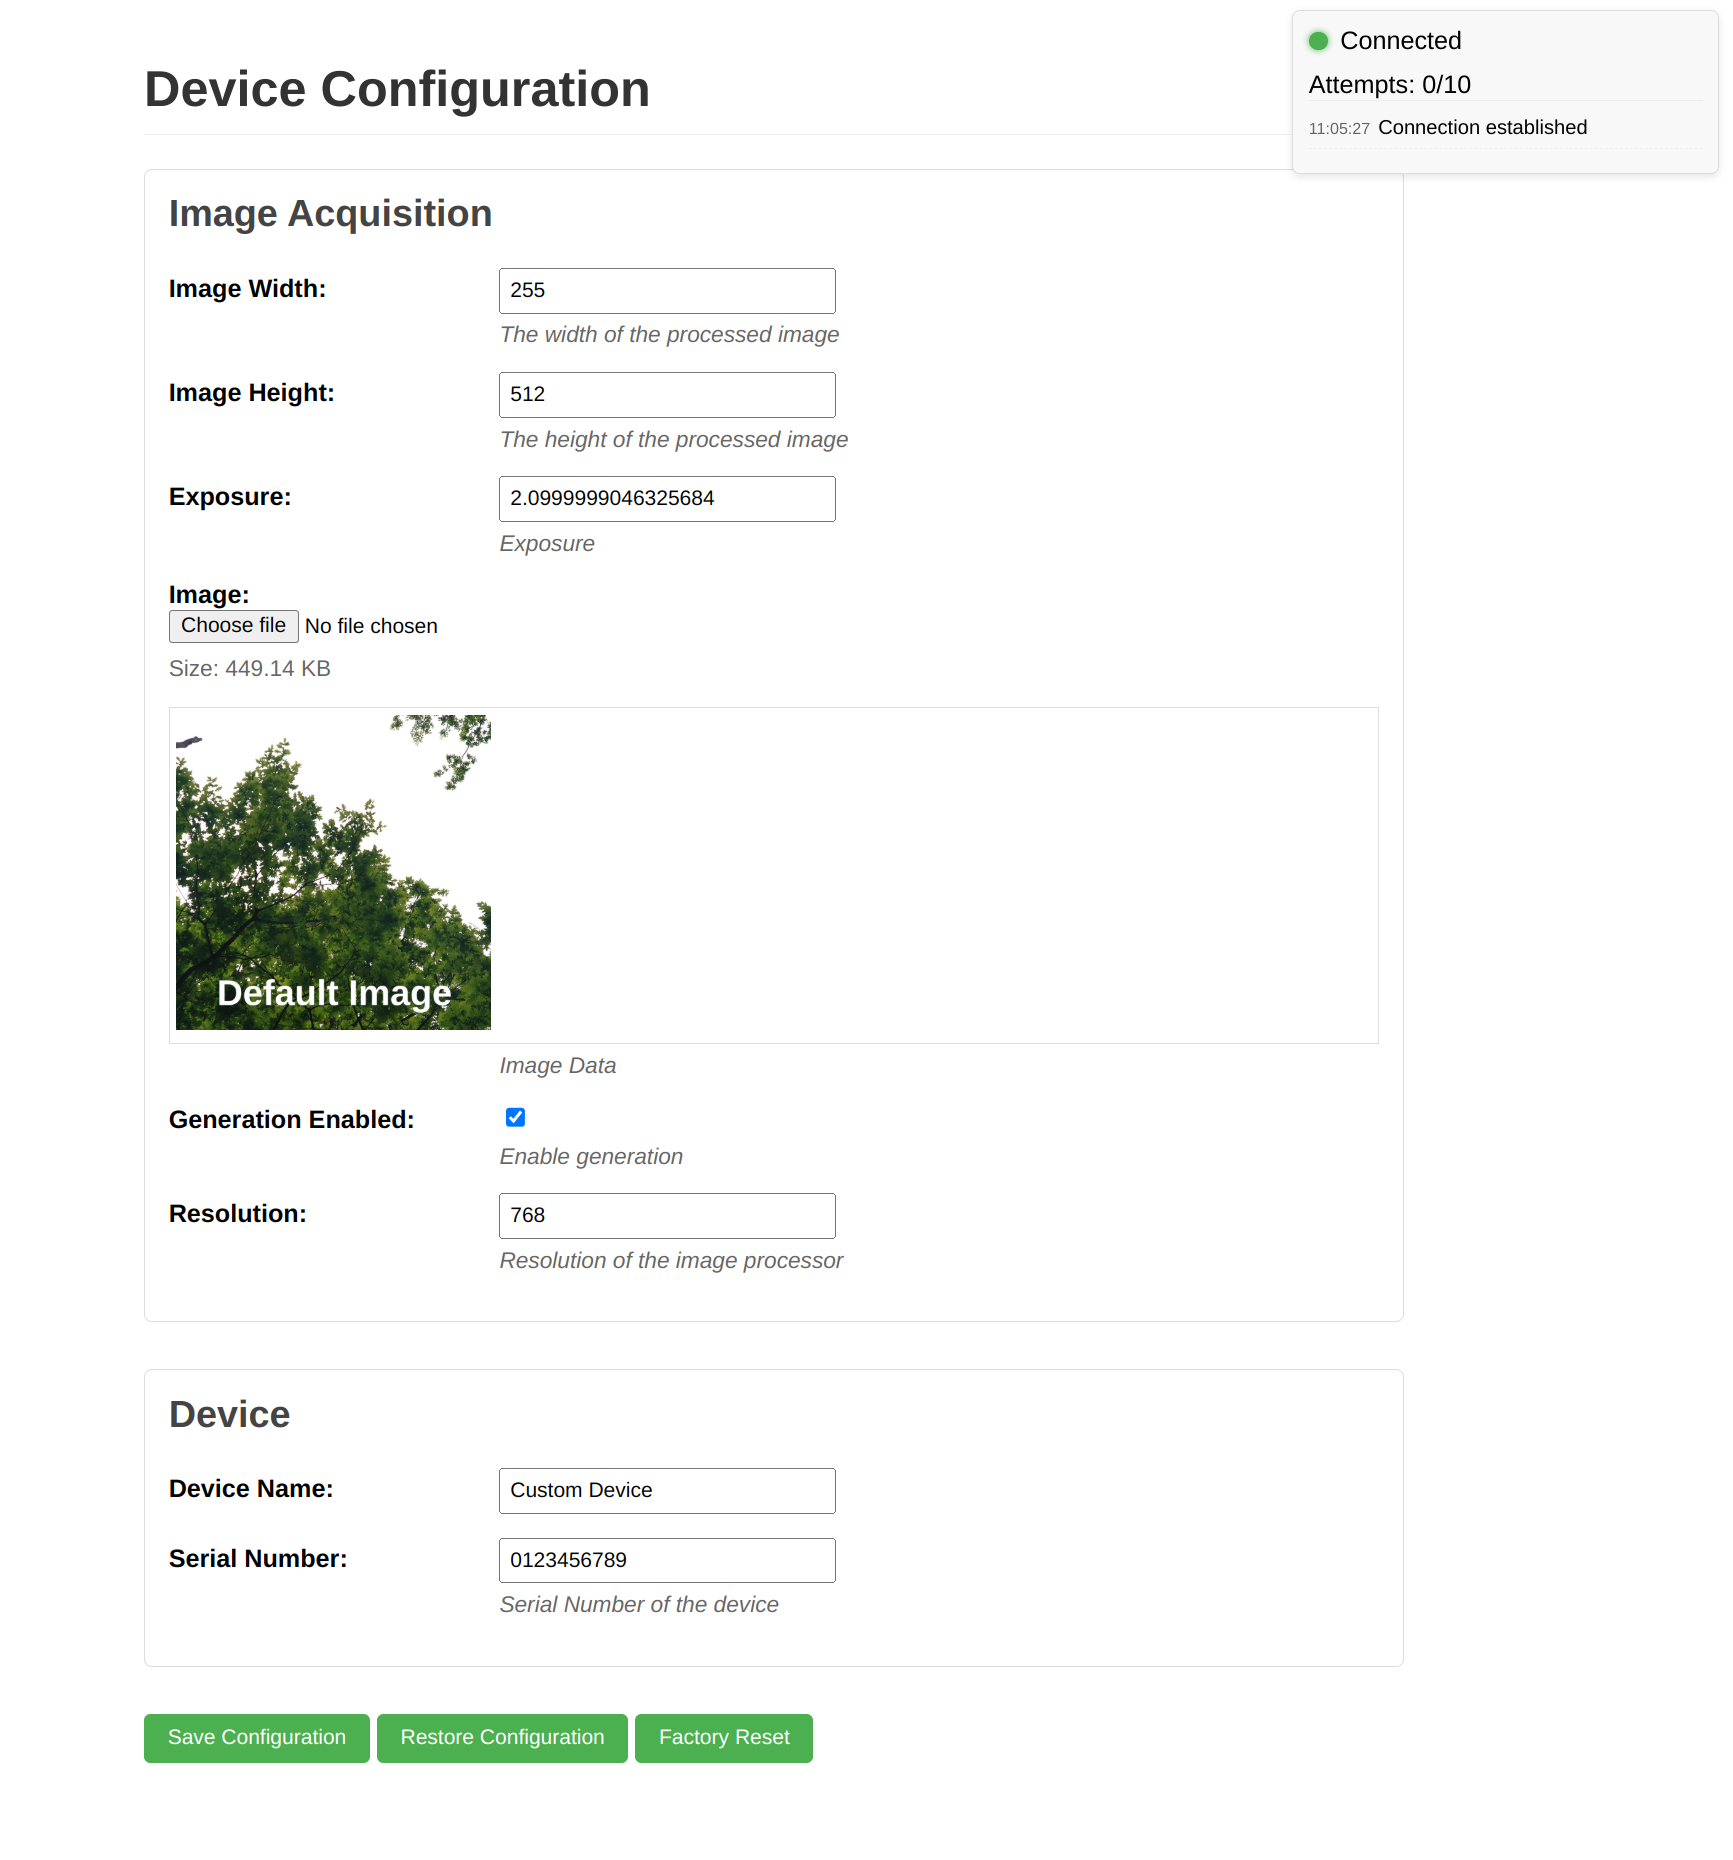 Connected
Attempts: 0/10
11:05:27 Connection established
Device Configuration
Image Acquisition
Image Width:
255
The width of the processed image
Image Height:
512
The height of the processed image
Exposure:
2.0999999046325684
Exposure
Image:
Choose file No file chosen
Size: 449.14 KB
Default Image
Image Data
Generation Enabled:
Enable generation
Resolution:
768
Resolution of the image processor
Device
Device Name:
Custom Device
Serial Number:
0123456789
Serial Number of the device
Save Configuration Restore Configuration Factory Reset